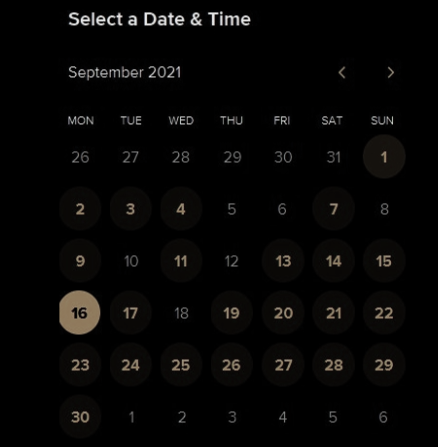 Select a Date & Time
September 2021
MON TUE WED THU FRI SAT SUN
26 27 28 29 30 31 1
2 3 4 5 6 7 8
9 10 11 12 13 14 15
16 17 18 19 20 21 22
23 24 25 26 27 28 29
30 1 2 3 4 5 6